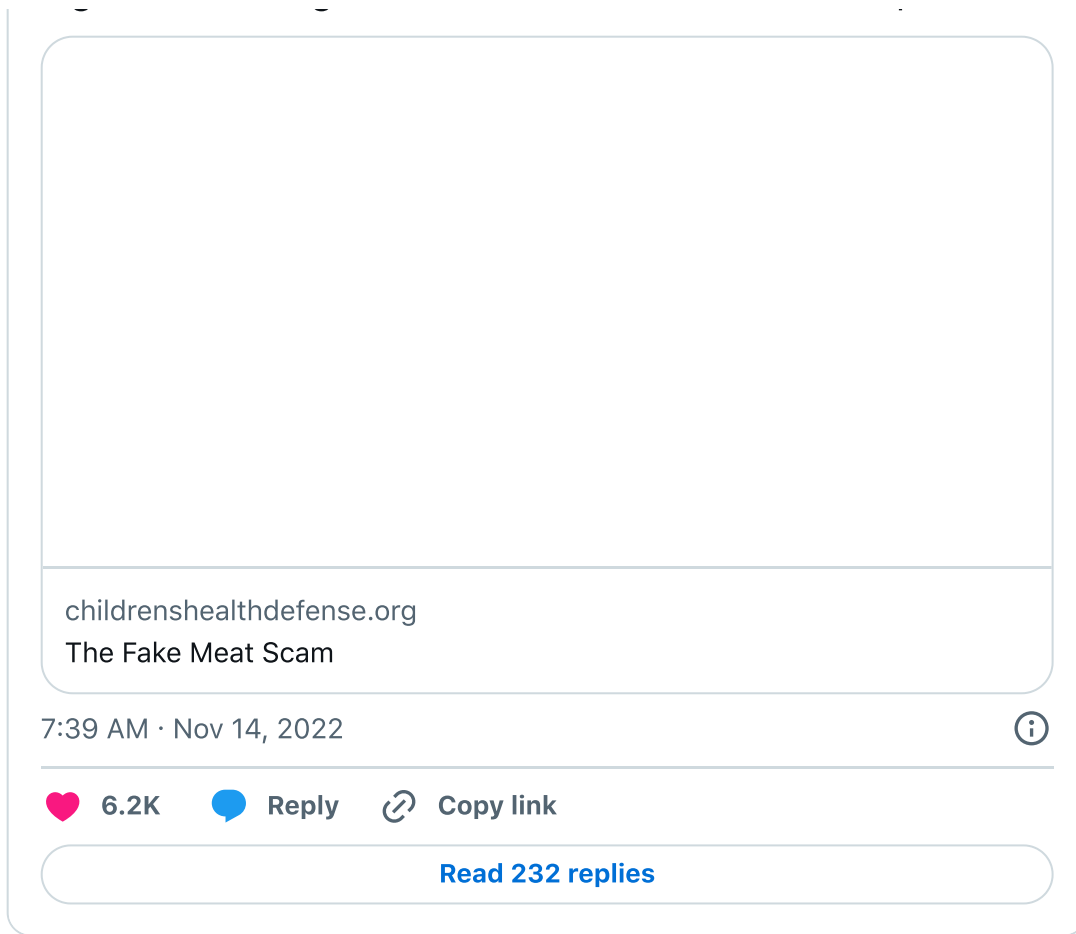 childrenshealthdefense.org
The Fake Meat Scam
7:39 AM · Nov 14, 2022
6.2K Reply Copy link
Read 232 replies